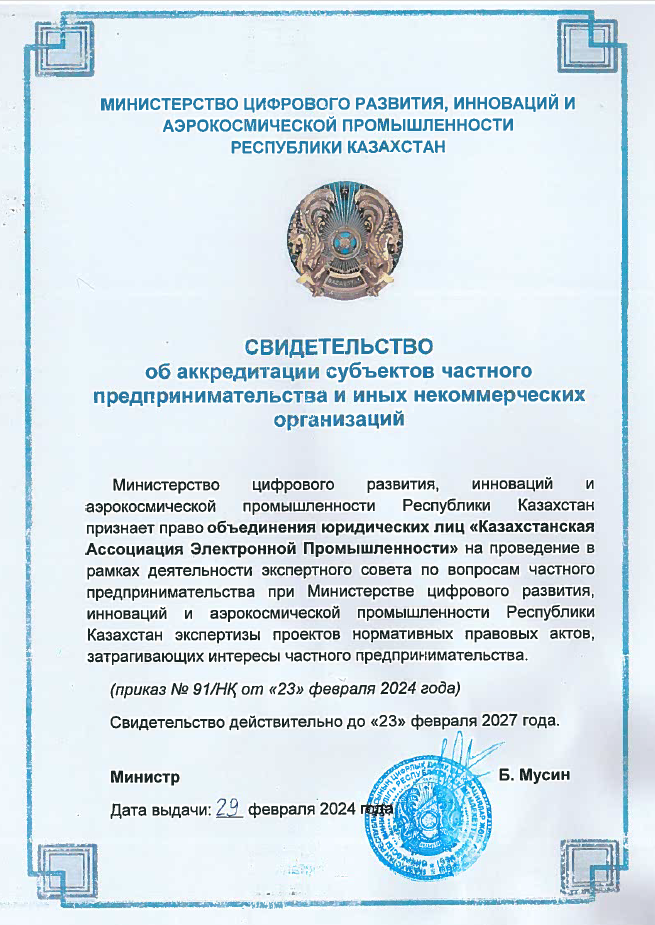 МИНИСТЕРСТВО ЦИФРОВОГО РАЗВИТИЯ, ИННОВАЦИЙ И
АЭРОКОСМИЧЕСКОЙ ПРОМЫШЛЕННОСТИ
РЕСПУБЛИКИ КАЗАХСТАН
СВИДЕТЕЛЬСТВО
об аккредитации субъектов частного
предпринимательства и иных некоммерческих
организаций
Министерство цифрового развития, инноваций и
аэрокосмической промышленности Республики Казахстан
признает право объединения юридических лиц «Казахстанская
Ассоциация Электронной Промышленности» на проведение в
рамках деятельности экспертного совета по вопросам частного
предпринимательства при Министерстве цифрового развития,
инноваций и аэрокосмической промышленности Республики
Казахстан экспертизы проектов нормативных правовых актов,
затрагивающих интересы частного предпринимательства.
(приказ № 91/НҚ от «23» февраля 2024 года)
Свидетельство действительно до «23» февраля 2027 года.
Министр Б. Мусин
Дата выдачи: 29 февраля 2024 года